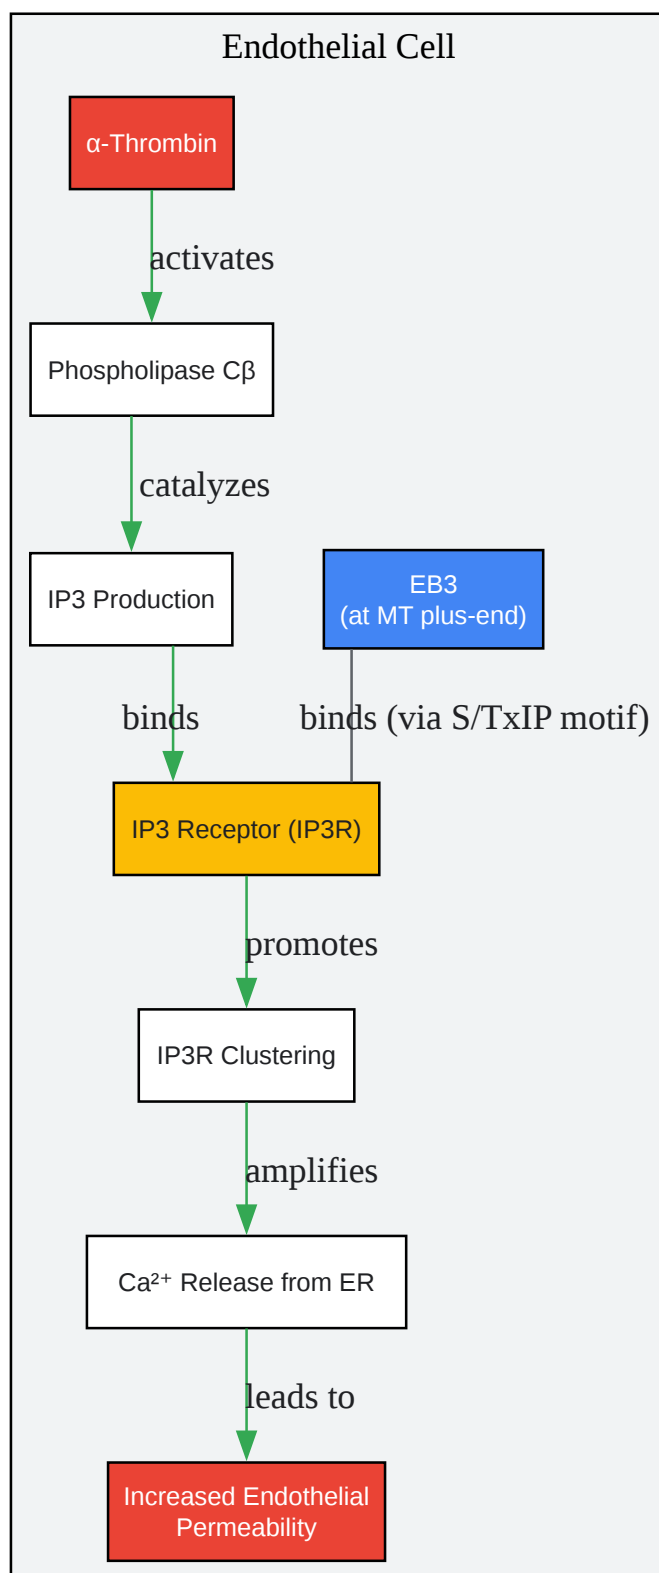 Endothelial Cell
α-Thrombin
activates
Phospholipase Cβ
catalyzes
IP3 Production
EB3
(at MT plus-end)
binds
binds (via S/TxIP motif)
IP3 Receptor (IP3R)
promotes
IP3R Clustering
amplifies
Ca²⁺ Release from ER
leads to
Increased Endothelial
Permeability